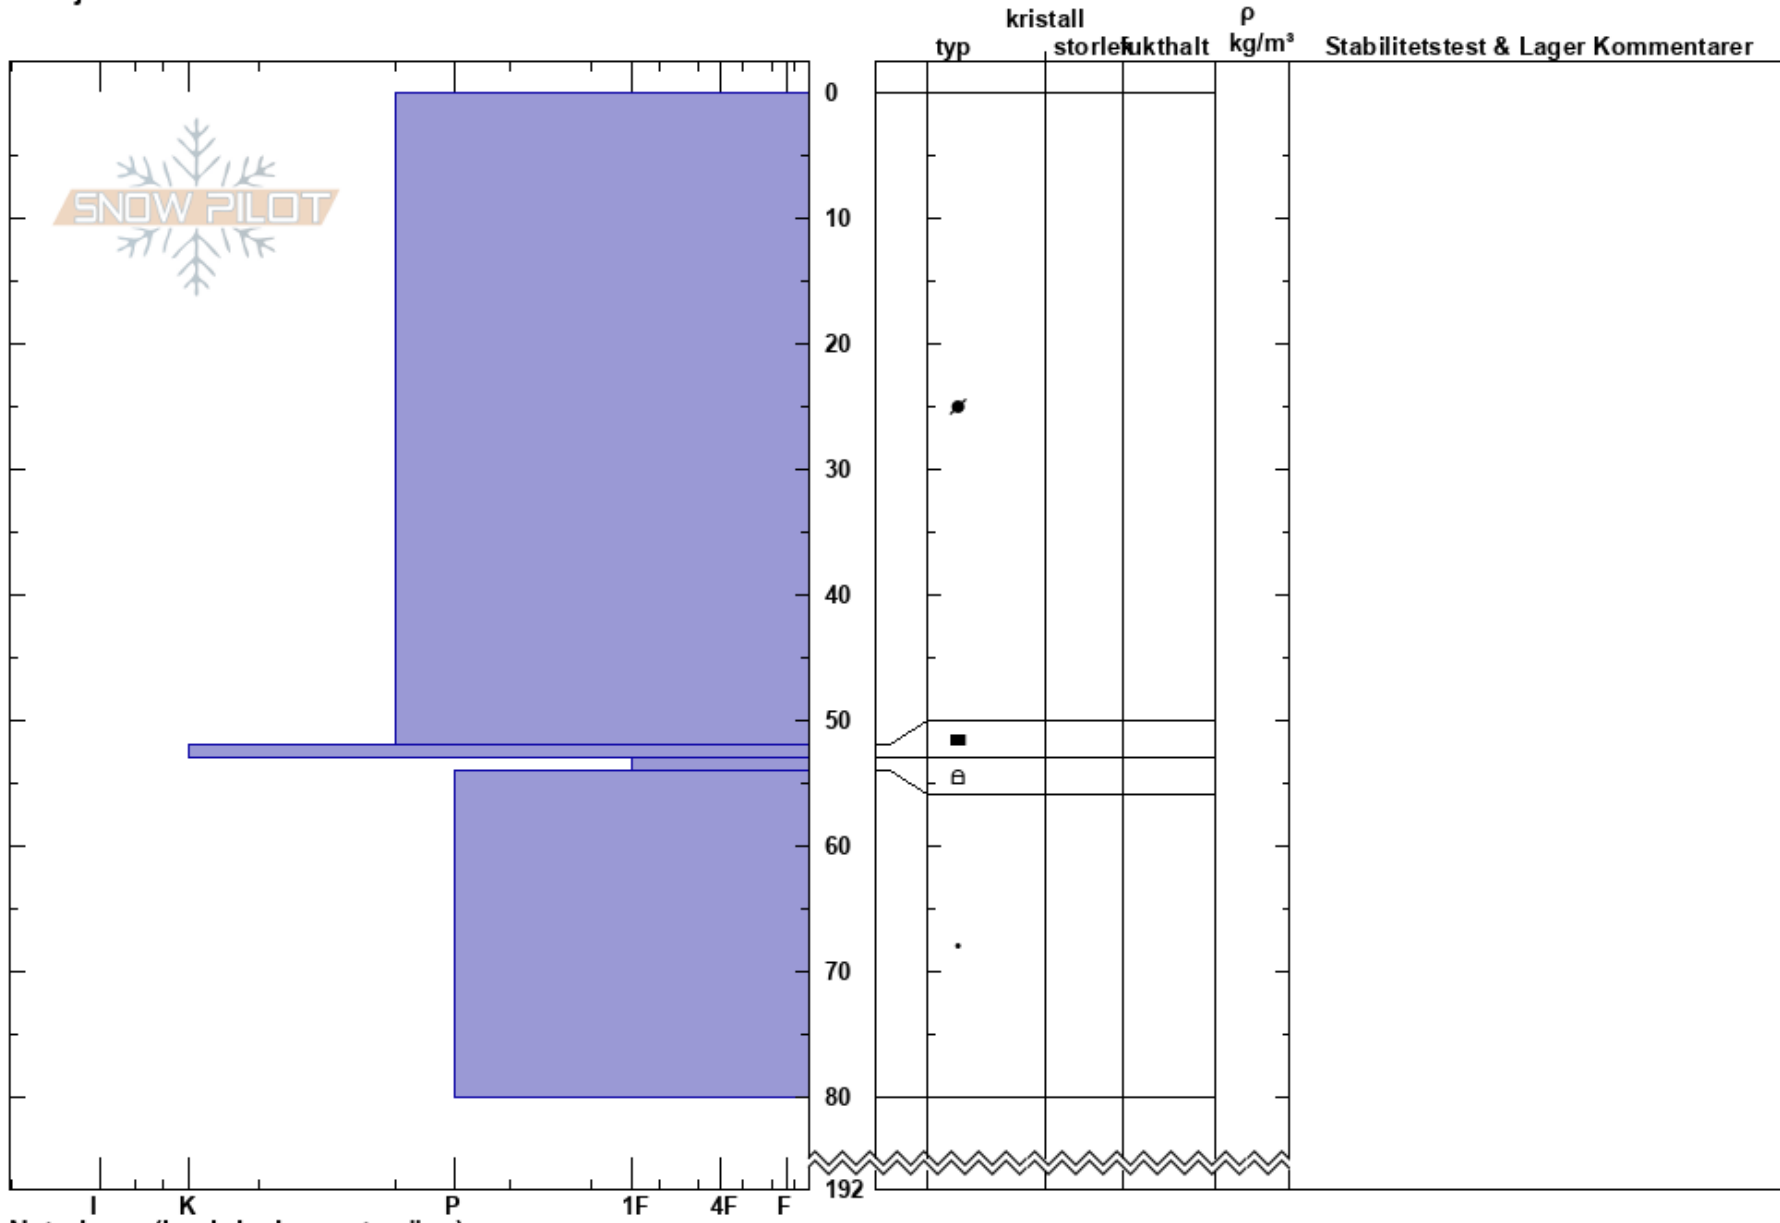 kristall
ρ
typ storlek fukthalt kg/m³ Stabilitetstest & Lager Kommentarer
0
SNOW PILOT
10
20
30
40
50
60
70
80
192
I K P 1F 4F F